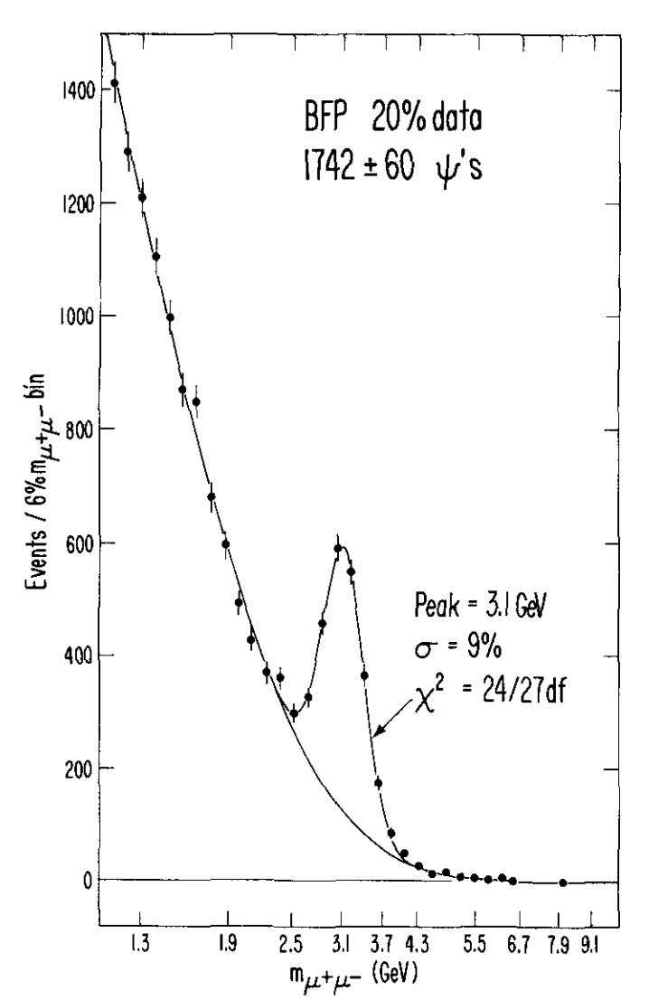 BFP 20% data
1742 ± 60 ψ's
1400
1200
1000
800
600
400
200
0
Events / 6% mμ+μ- bin
Peak = 3.1 GeV
σ = 9%
χ² = 24/27df
1.3 1.9 2.5 3.1 3.7 4.3 5.5 6.7 7.9 9.1
mμ+μ- (GeV)